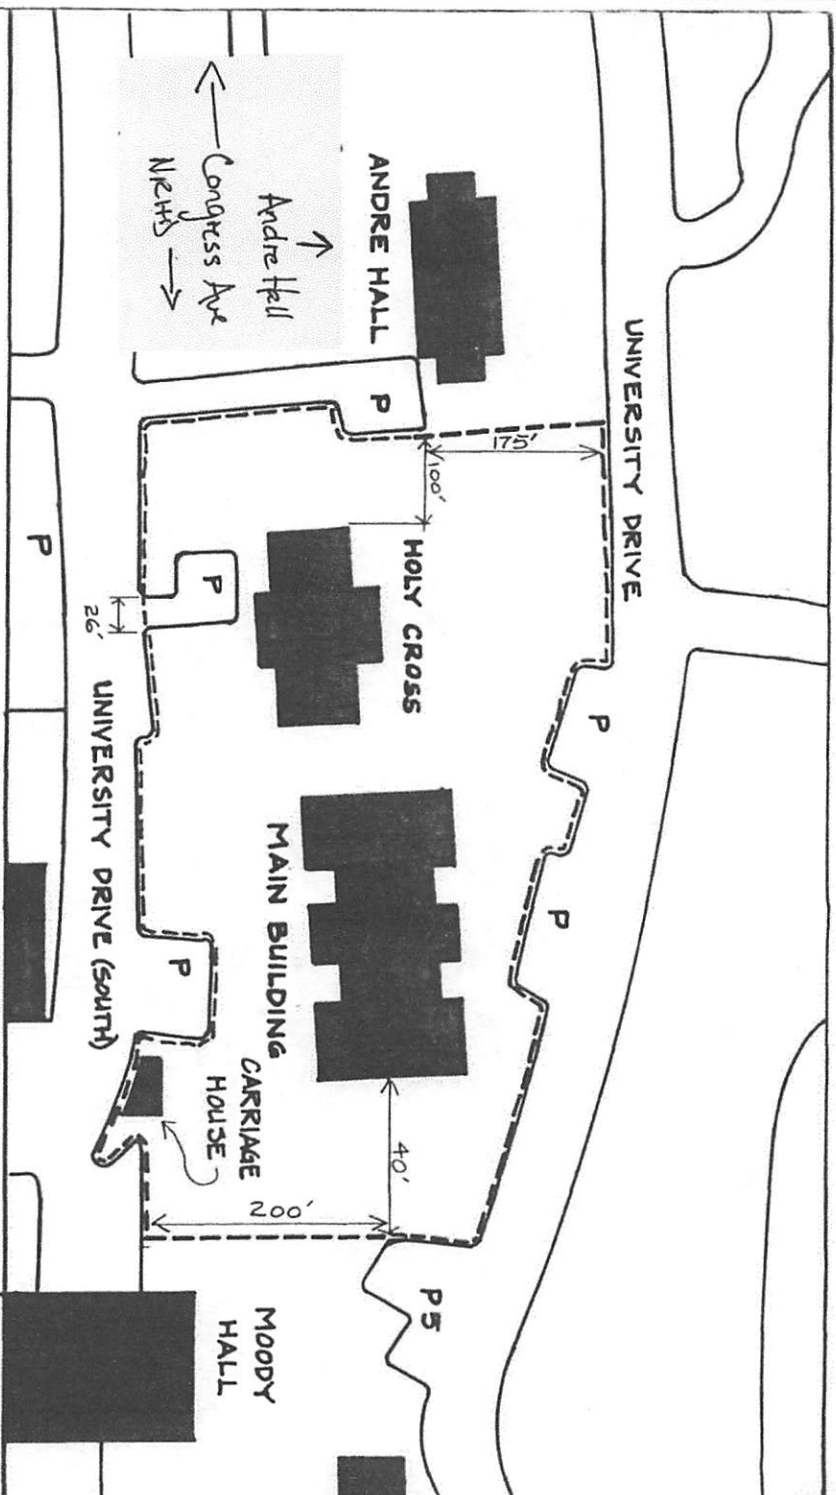 Andre Hall
Congress Ave
NRHD
ANDRE HALL
P
UNIVERSITY DRIVE
175'
100'
HOLY CROSS
P
P
26'
P
UNIVERSITY DRIVE (SOUTH)
MAIN BUILDING
P
P
CARRIAGE
HOUSE
40'
200'
P5
MOODY
HALL